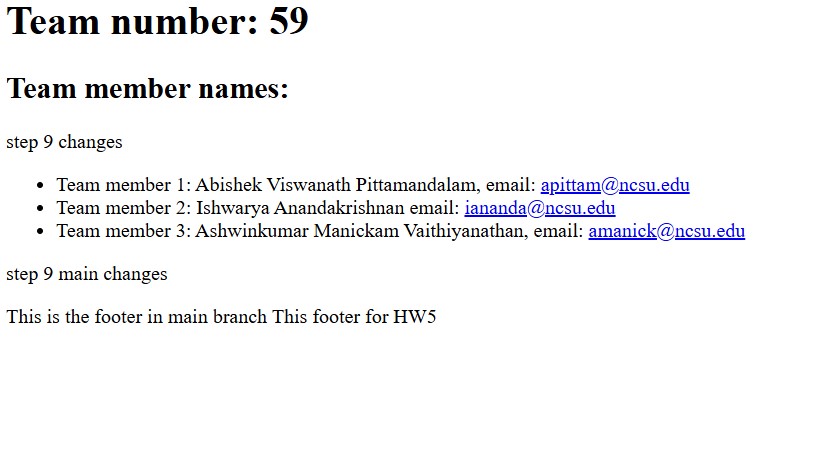 Team number: 59
Team member names:
step 9 changes
Team member 1: Abishek Viswanath Pittamandalam, email: apittam@ncsu.edu
Team member 2: Ishwarya Anandakrishnan email: iananda@ncsu.edu
Team member 3: Ashwinkumar Manickam Vaithiyanathan, email: amanick@ncsu.edu
step 9 main changes
This is the footer in main branch This footer for HW5